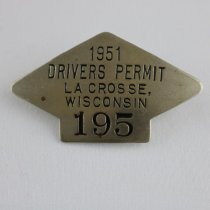 1951
DRIVERS PERMIT
LA CROSSE,
WISCONSIN
195